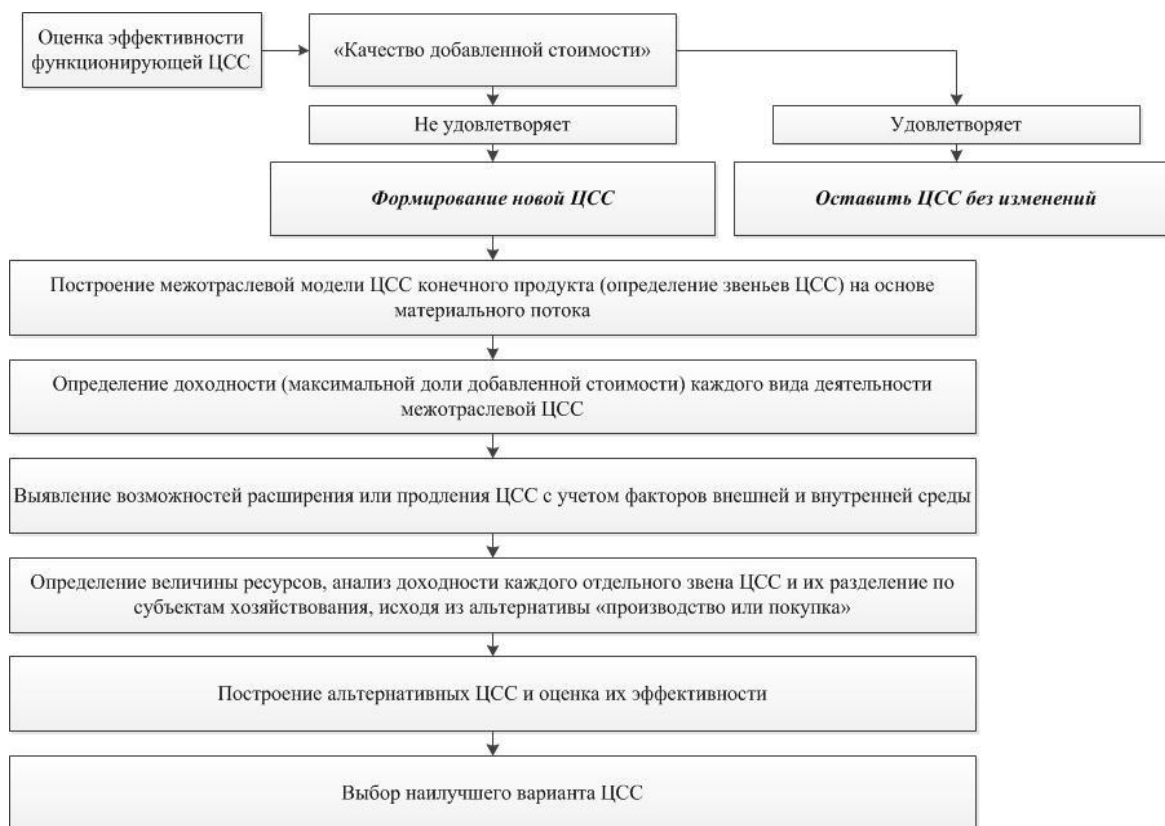 Оценка эффективности
функционирующей ЦСС
«Качество добавленной стоимости»
Не удовлетворяет
Удовлетворяет
Формирование новой ЦСС
Оставить ЦСС без изменений
Построение межотраслевой модели ЦСС конечного продукта (определение звеньев ЦСС) на основе
материального потока
Определение доходности (максимальной доли добавленной стоимости) каждого вида деятельности
межотраслевой ЦСС
Выявление возможностей расширения или продления ЦСС с учетом факторов внешней и внутренней среды
Определение величины ресурсов, анализ доходности каждого отдельного звена ЦСС и их разделение по
субъектам хозяйствования, исходя из альтернативы «производство или покупка»
Построение альтернативных ЦСС и оценка их эффективности
Выбор наилучшего варианта ЦСС